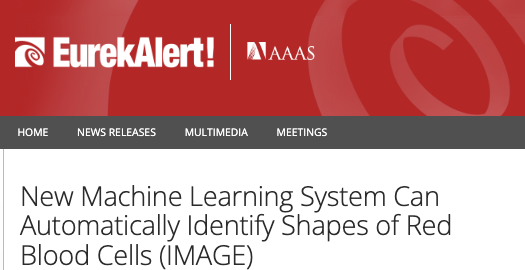 EurekAlert! AAAS
HOME NEWS RELEASES MULTIMEDIA MEETINGS
New Machine Learning System Can
Automatically Identify Shapes of Red
Blood Cells (IMAGE)